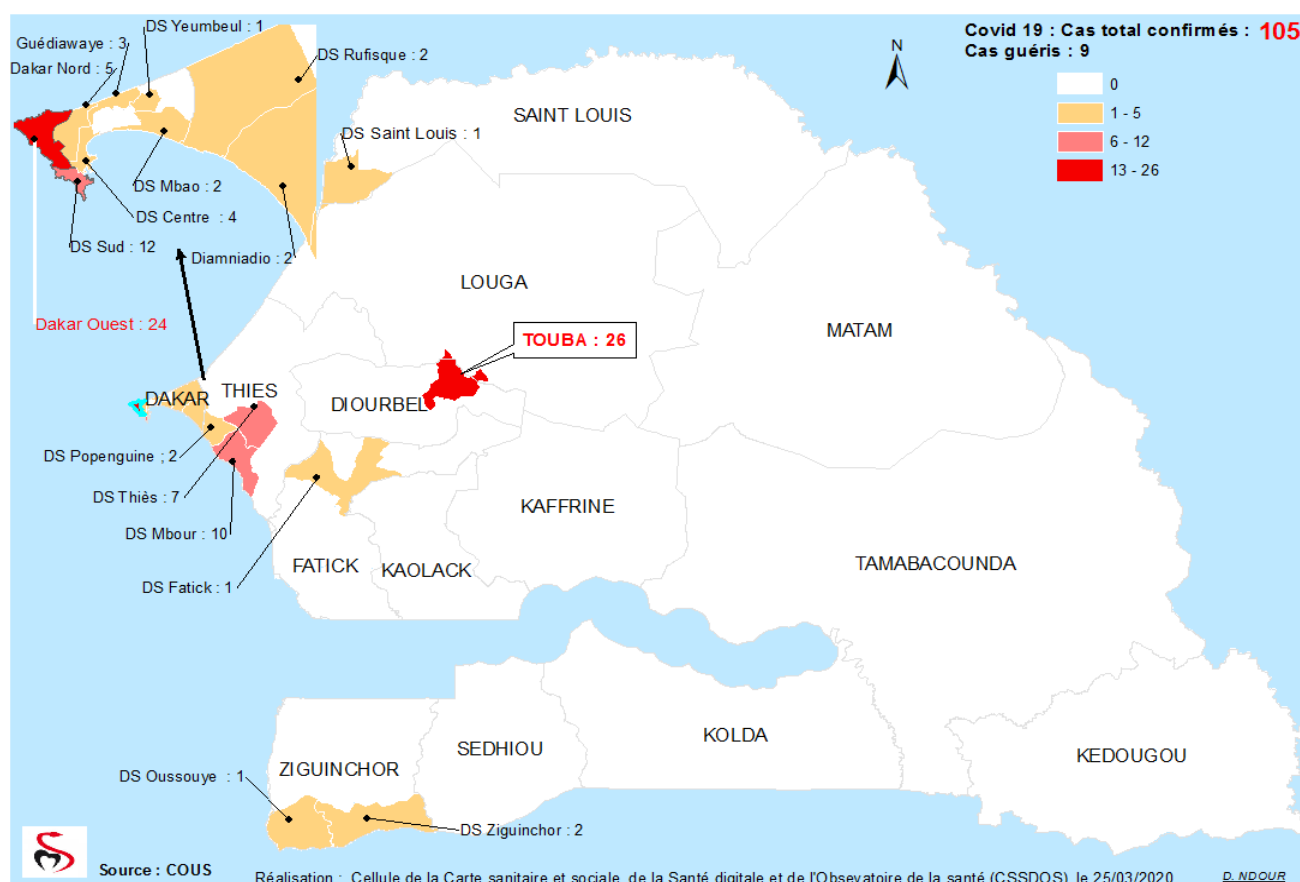 Covid 19 : Cas total confirmés : 105
Cas guéris : 9
0
1 - 5
6 - 12
13 - 26
N
DS Yeumbeul : 1
Guédiawaye : 3
Dakar Nord : 5
DS Rufisque : 2
DS Saint Louis : 1
SAINT LOUIS
DS Mbao : 2
DS Centre : 4
DS Sud : 12
Diamniadio : 2
Dakar Ouest : 24
LOUGA
MATAM
TOUBA : 26
DAKAR
THIES
DIOURBEL
DS Popenguine ; 2
DS Thiès : 7
DS Mbour : 10
KAFFRINE
FATICK
KAOLACK
TAMABACOUNDA
DS Fatick : 1
KOLDA
SEDHIOU
KEDOUGOU
ZIGUINCHOR
DS Oussouye : 1
DS Ziguinchor : 2
Source : COUS
Réalisation : Cellule de la Carte sanitaire et sociale, de la Santé digitale et de l'Obsevatoire de la santé (CSSDOS), le 25/03/2020
D. NDOUR